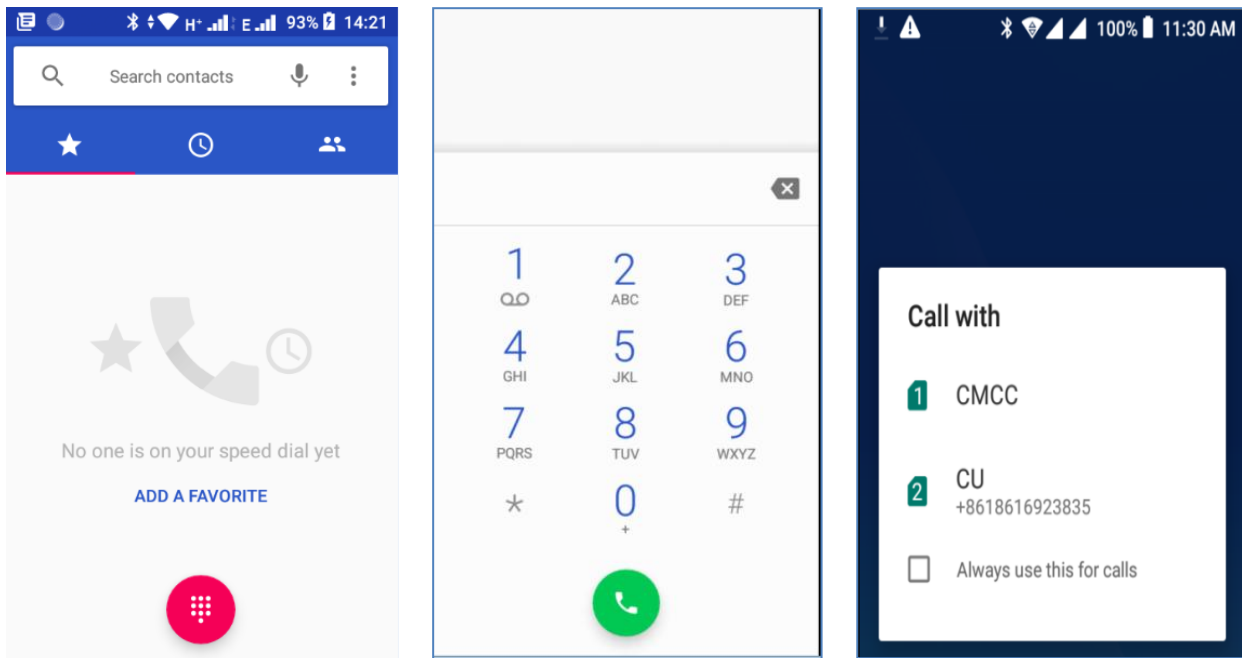 H+ E 93% 14:21
Search contacts
No one is on your speed dial yet
ADD A FAVORITE
1 2 3
ABC DEF
4 5 6
GHI JKL MNO
7 8 9
PQRS TUV WXYZ
* 0 #
+
100% 11:30 AM
Call with
1 CMCC
2 CU
+8618616923835
Always use this for calls